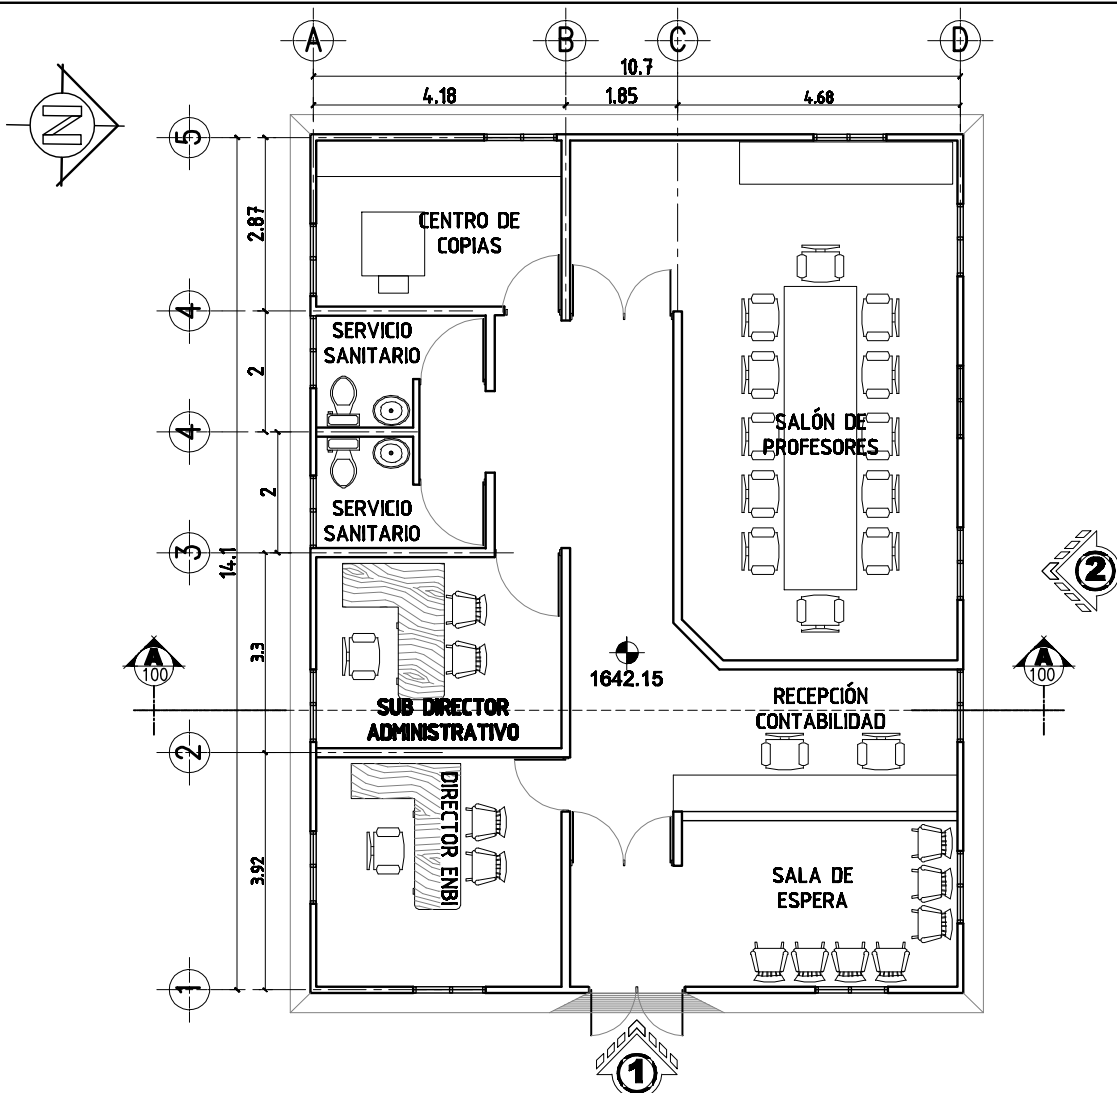 A
B
C
D
10.7
4.18
1.85
4.68
N
5
2.87
CENTRO DE
COPIAS
4
SERVICIO
SANITARIO
2
4
SALÓN DE
PROFESORES
2
SERVICIO
SANITARIO
3
14.1
2
3.3
A
100
1642.15
A
100
SUB DIRECTOR
ADMINISTRATIVO
RECEPCIÓN
CONTABILIDAD
2
DIRECTOR ENBI
3.92
SALA DE
ESPERA
1
1